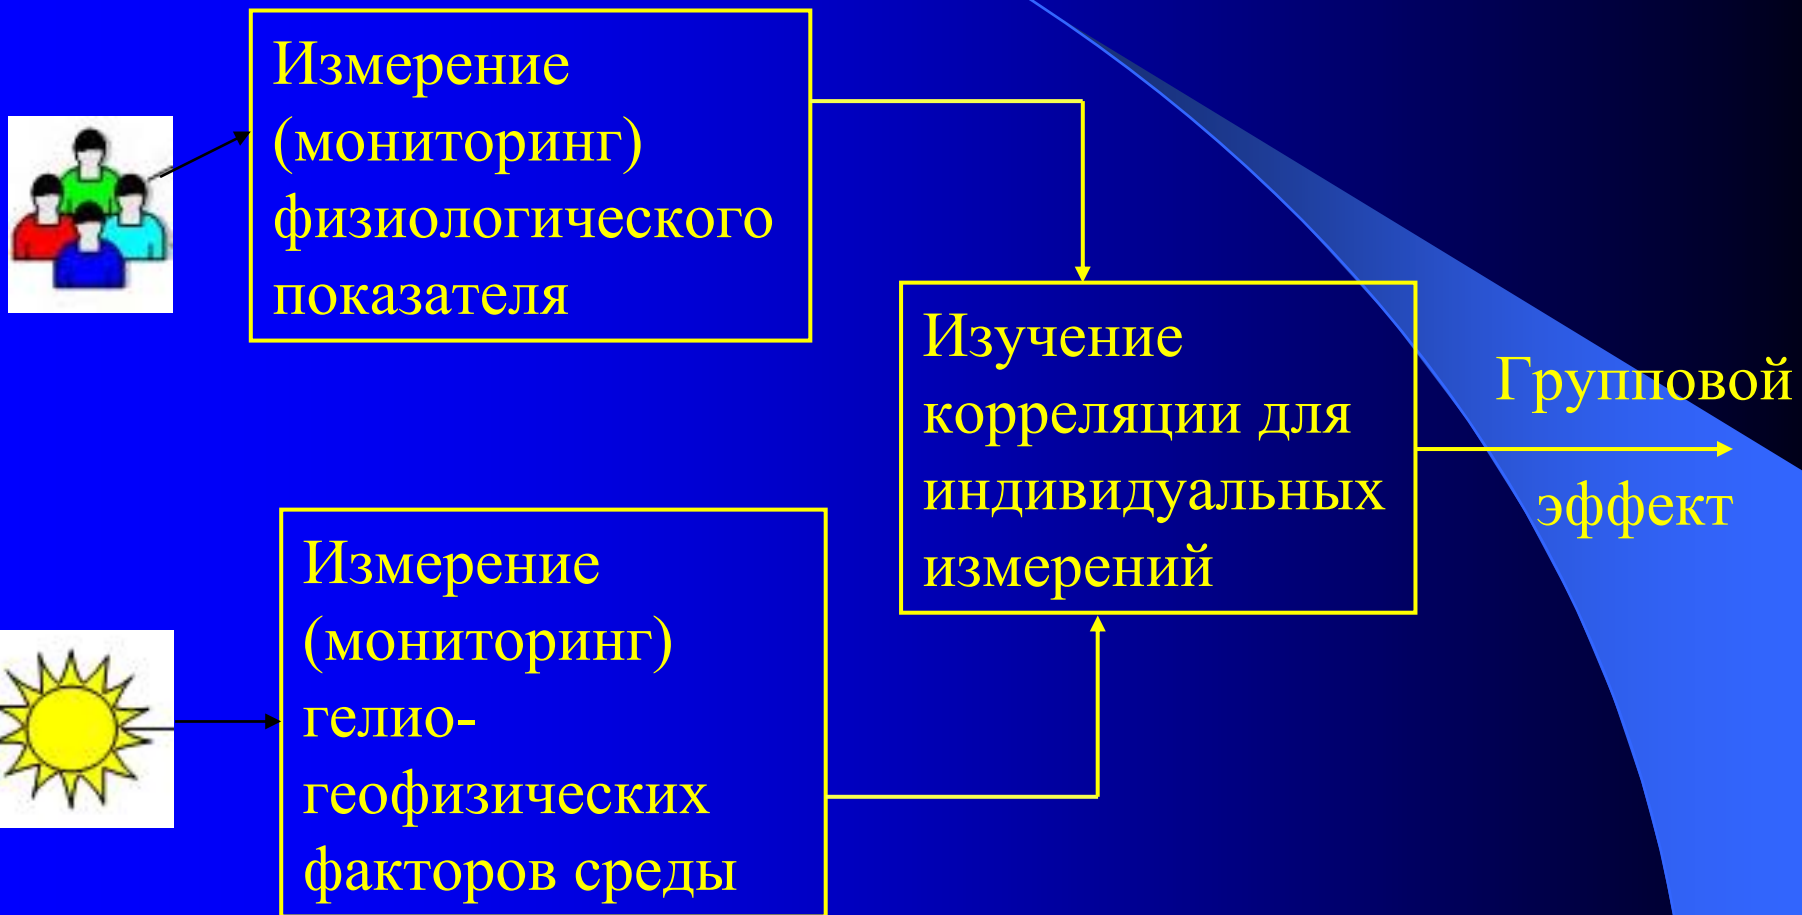 Измерение
(мониторинг)
физиологического
показателя
Изучение
корреляции для
индивидуальных
измерений
Групповой
эффект
Измерение
(мониторинг)
гелио-
геофизических
факторов среды